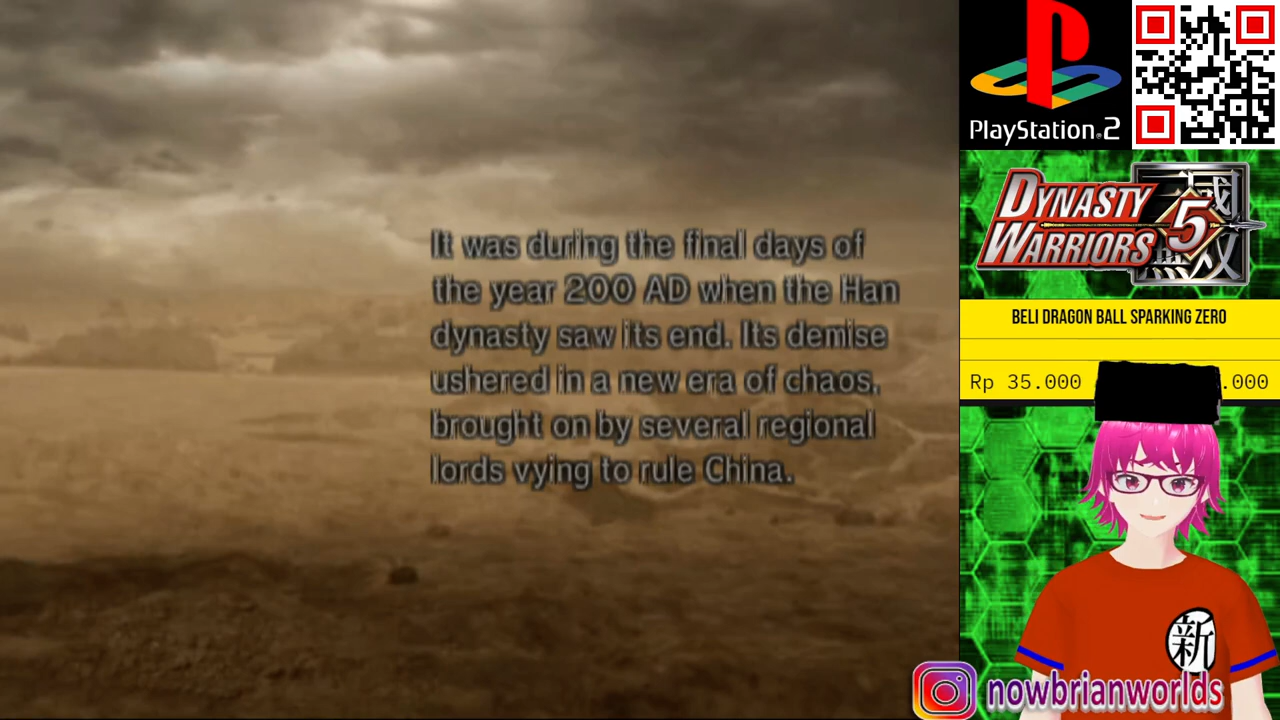 It was during the final days of
the year 200 AD when the Han
dynasty saw its end. Its demise
ushered in a new era of chaos,
brought on by several regional
lords vying to rule China.
PlayStation®2
DYNASTY
WARRIORS 5
BELI DRAGON BALL SPARKING ZERO
Rp 35.000
.000
新
nowbrianworlds